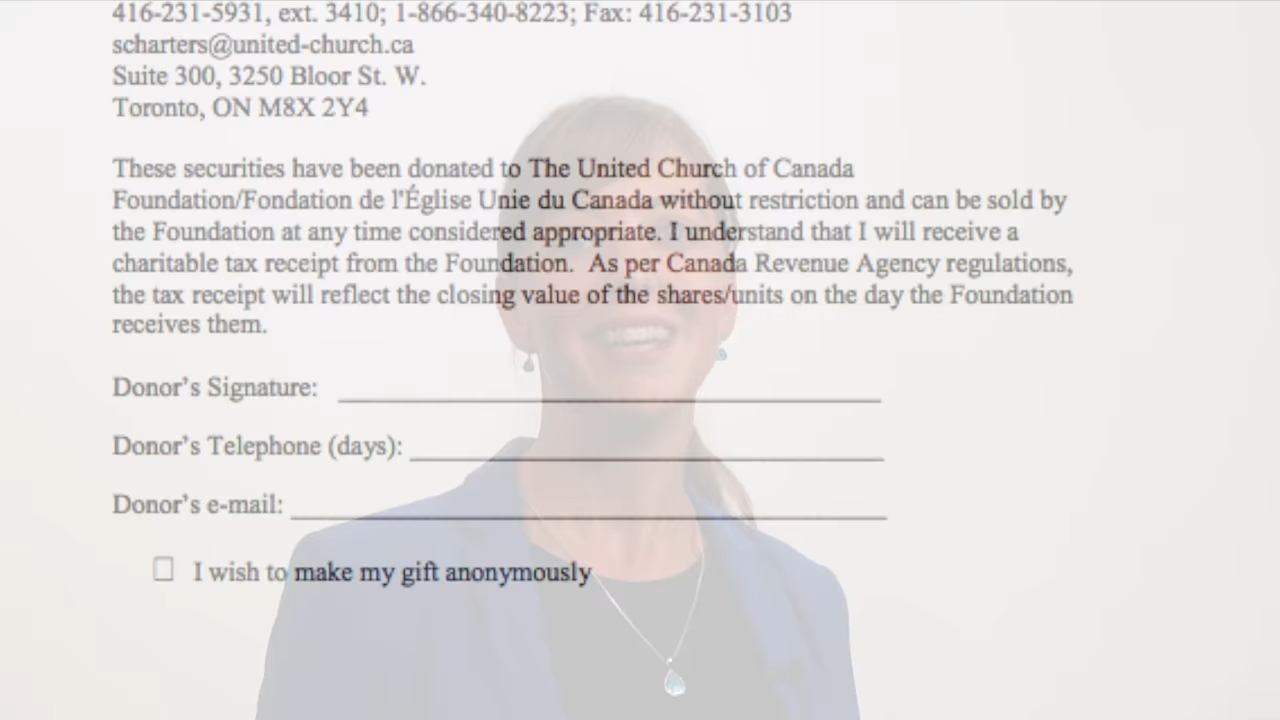 416-231-5931, ext. 3410; 1-866-340-8223; Fax: 416-231-3103
scharters@united-church.ca
Suite 300, 3250 Bloor St. W.
Toronto, ON M8X 2Y4
These securities have been donated to The United Church of Canada
Foundation/Fondation de l'Église Unie du Canada without restriction and can be sold by
the Foundation at any time considered appropriate. I understand that I will receive a
charitable tax receipt from the Foundation.  As per Canada Revenue Agency regulations,
the tax receipt will reflect the closing value of the shares/units on the day the Foundation
receives them.
Donor’s Signature:
Donor’s Telephone (days):
Donor’s e-mail:
I wish to make my gift anonymously